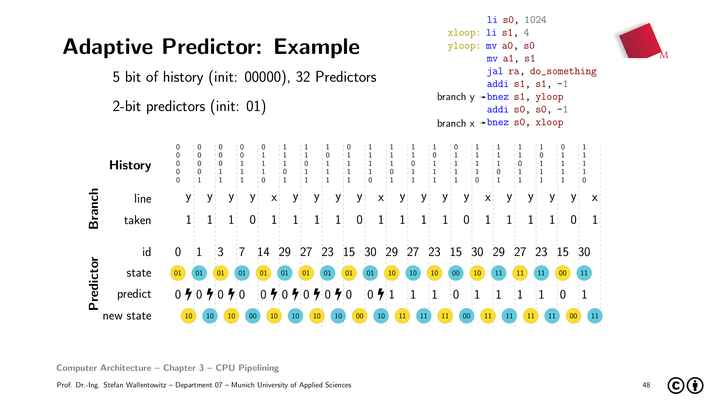 li s0, 1024
xloop: li s1, 4
yloop: mv a0, s0
mv a1, s1
jal ra, do_something
addi s1, s1, -1
branch y bnez s1, yloop
addi s0, s0, -1
branch x bnez s0, xloop
M
Adaptive Predictor: Example
5 bit of history (init: 00000), 32 Predictors
2-bit predictors (init: 01)
0 0 0 0 0 1 1 1 0 1 1 1 1 0 1 1 1 1 0 1
0 0 0 0 1 1 1 0 1 1 1 1 0 1 1 1 1 0 1 1
History 0 0 0 1 1 1 0 1 1 1 1 0 1 1 1 1 0 1 1 1
0 0 1 1 1 0 1 1 1 1 0 1 1 1 1 0 1 1 1 1
0 1 1 1 0 1 1 1 1 0 1 1 1 1 0 1 1 1 1 0
Branch
line y y y y x y y y y x y y y y x y y y y x
taken 1 1 1 0 1 1 1 1 0 1 1 1 1 0 1 1 1 1 0 1
Predictor
id 0 1 3 7 14 29 27 23 15 30 29 27 23 15 30 29 27 23 15 30
state 01 01 01 01 01 01 01 01 01 01 10 10 10 00 10 11 11 11 00 11
predict 0 0 0 0 0 0 0 0 0 0 1 1 1 0 1 1 1 1 0 1
new state 10 10 10 00 10 10 10 10 00 10 11 11 11 00 11 11 11 11 00 11
Computer Architecture – Chapter 3 – CPU Pipelining
Prof. Dr.-Ing. Stefan Wallentowitz – Department 07 – Munich University of Applied Sciences
48